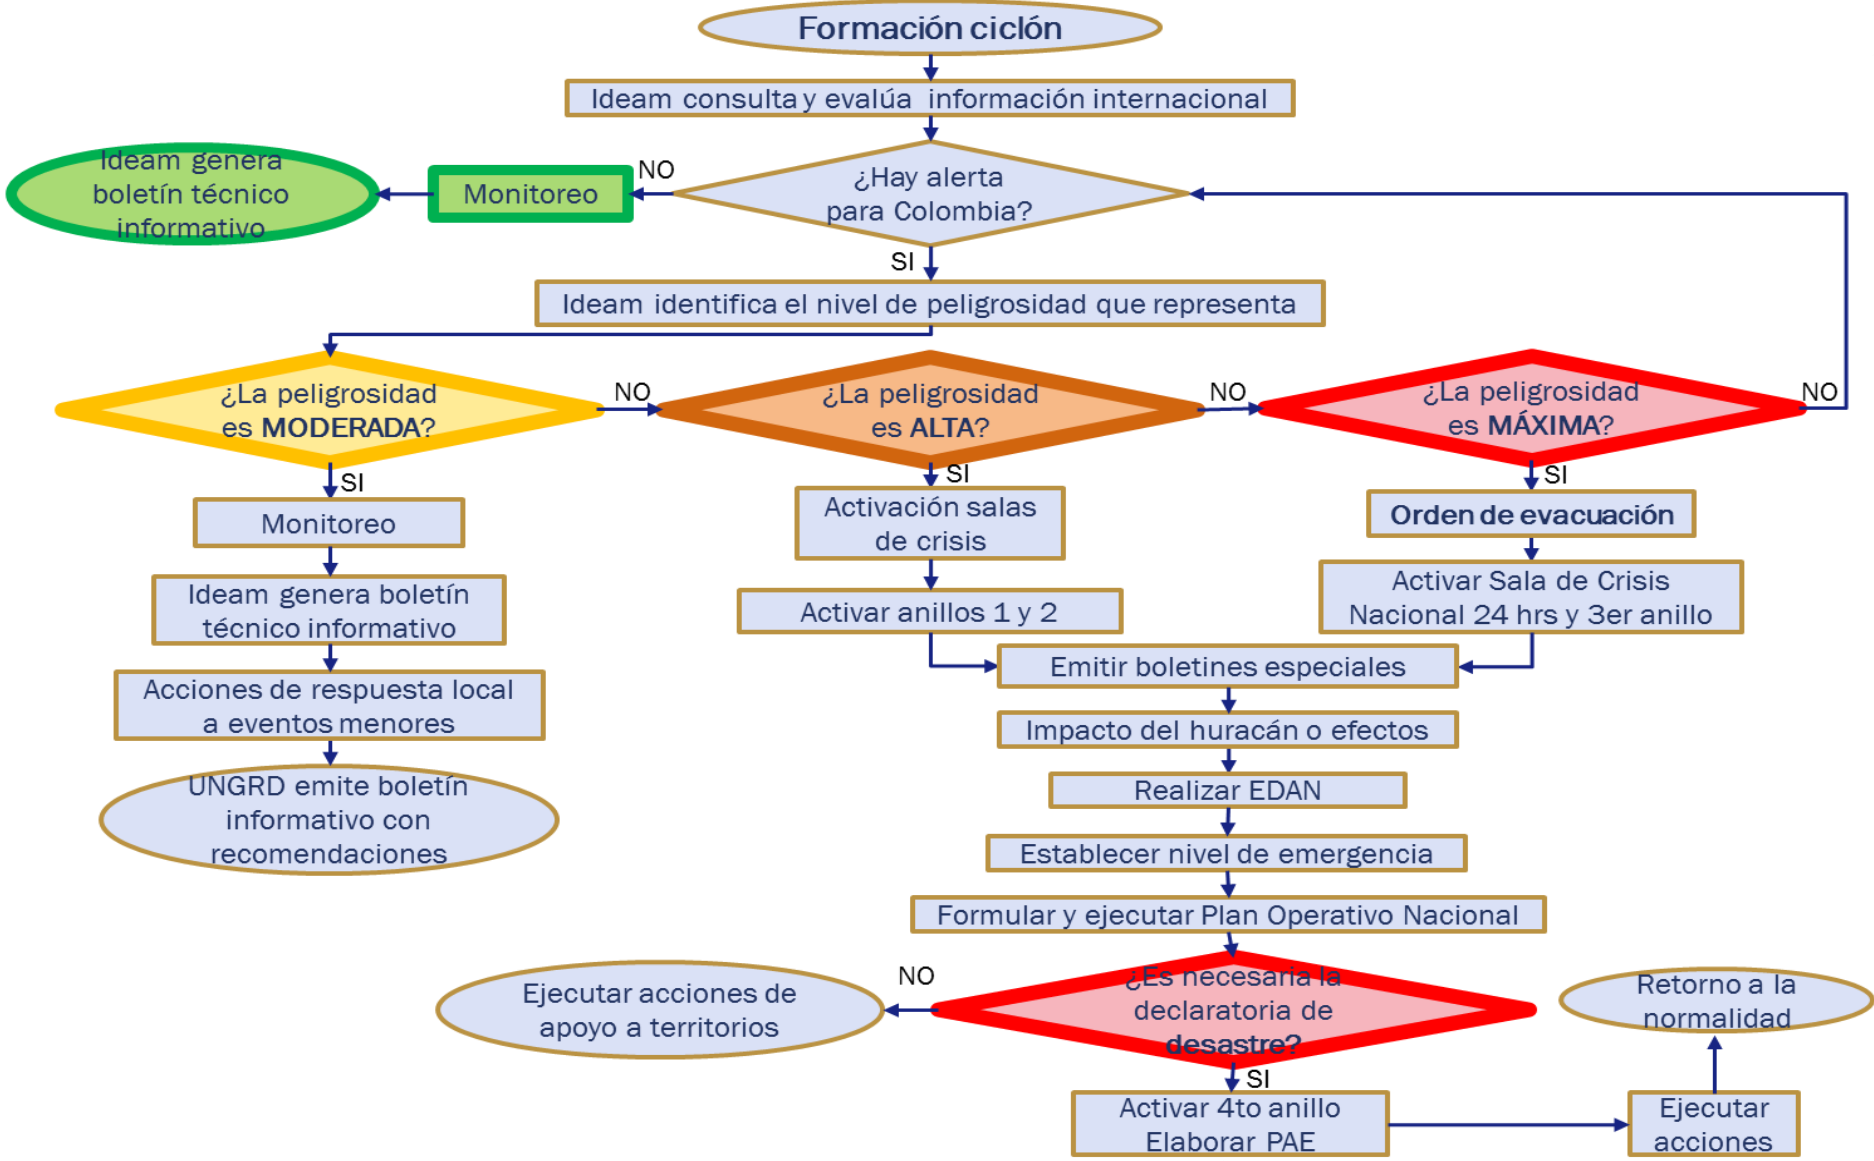 Formación ciclón
Ideam consulta y evalúa información internacional
Ideam genera
boletín técnico
informativo
Monitoreo
NO
¿Hay alerta
para Colombia?
SI
Ideam identifica el nivel de peligrosidad que representa
¿La peligrosidad
es MODERADA?
NO
¿La peligrosidad
es ALTA?
NO
¿La peligrosidad
es MÁXIMA?
NO
SI
Monitoreo
Ideam genera boletín
técnico informativo
Acciones de respuesta local
a eventos menores
UNGRD emite boletín
informativo con
recomendaciones
SI
Activación salas
de crisis
Activar anillos 1 y 2
SI
Orden de evacuación
Activar Sala de Crisis
Nacional 24 hrs y 3er anillo
Emitir boletines especiales
Impacto del huracán o efectos
Realizar EDAN
Establecer nivel de emergencia
Formular y ejecutar Plan Operativo Nacional
¿Es necesaria la
declaratoria de
desastre?
NO
Ejecutar acciones de
apoyo a territorios
SI
Activar 4to anillo
Elaborar PAE
Ejecutar
acciones
Retorno a la
normalidad